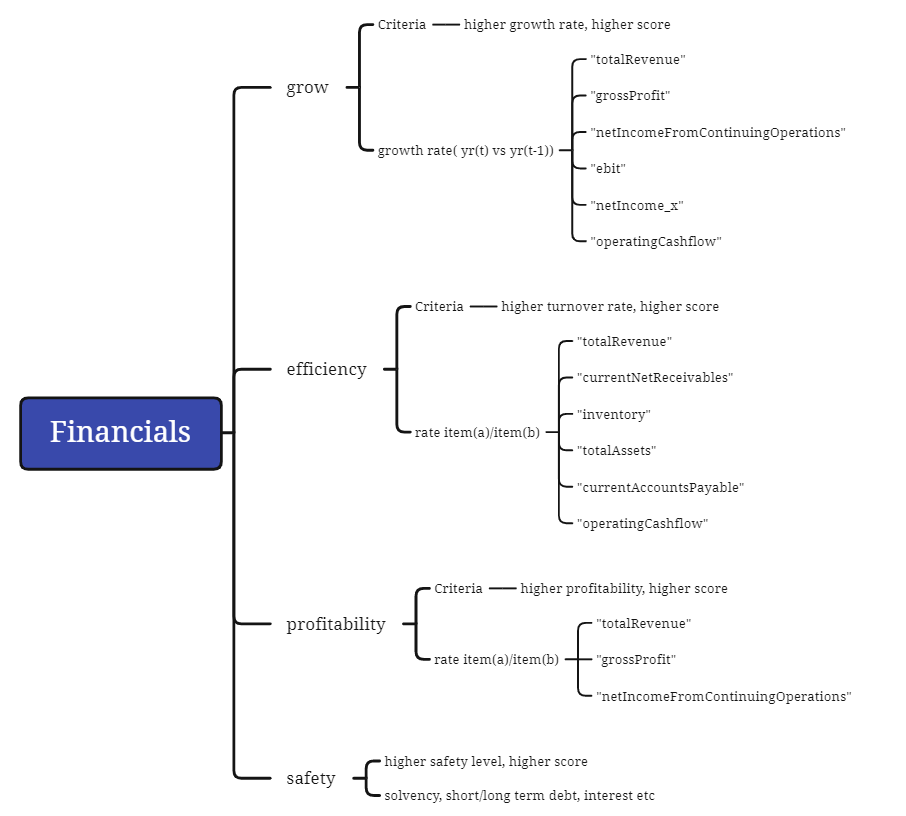 Financials
grow
Criteria
higher growth rate, higher score
growth rate( yr(t) vs yr(t-1))
"totalRevenue"
"grossProfit"
"netIncomeFromContinuingOperations"
"ebit"
"netIncome_x"
"operatingCashflow"
efficiency
Criteria
higher turnover rate, higher score
rate item(a)/item(b)
"totalRevenue"
"currentNetReceivables"
"inventory"
"totalAssets"
"currentAccountsPayable"
"operatingCashflow"
profitability
Criteria
higher profitability, higher score
rate item(a)/item(b)
"totalRevenue"
"grossProfit"
"netIncomeFromContinuingOperations"
safety
higher safety level, higher score
solvency, short/long term debt, interest etc